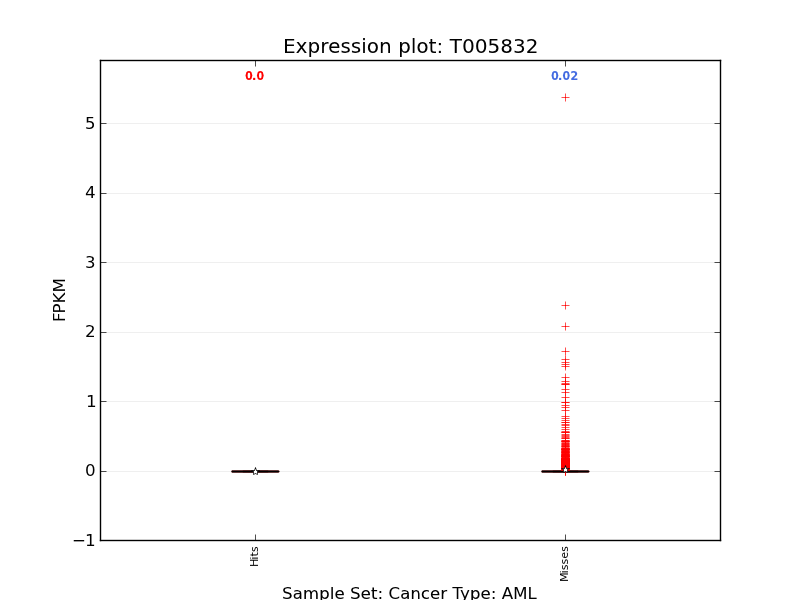 Expression plot: T005832
0.0
0.02
5
4
3
2
1
0
−1
FPKM
Hits
Misses
Sample Set: Cancer Type: AML